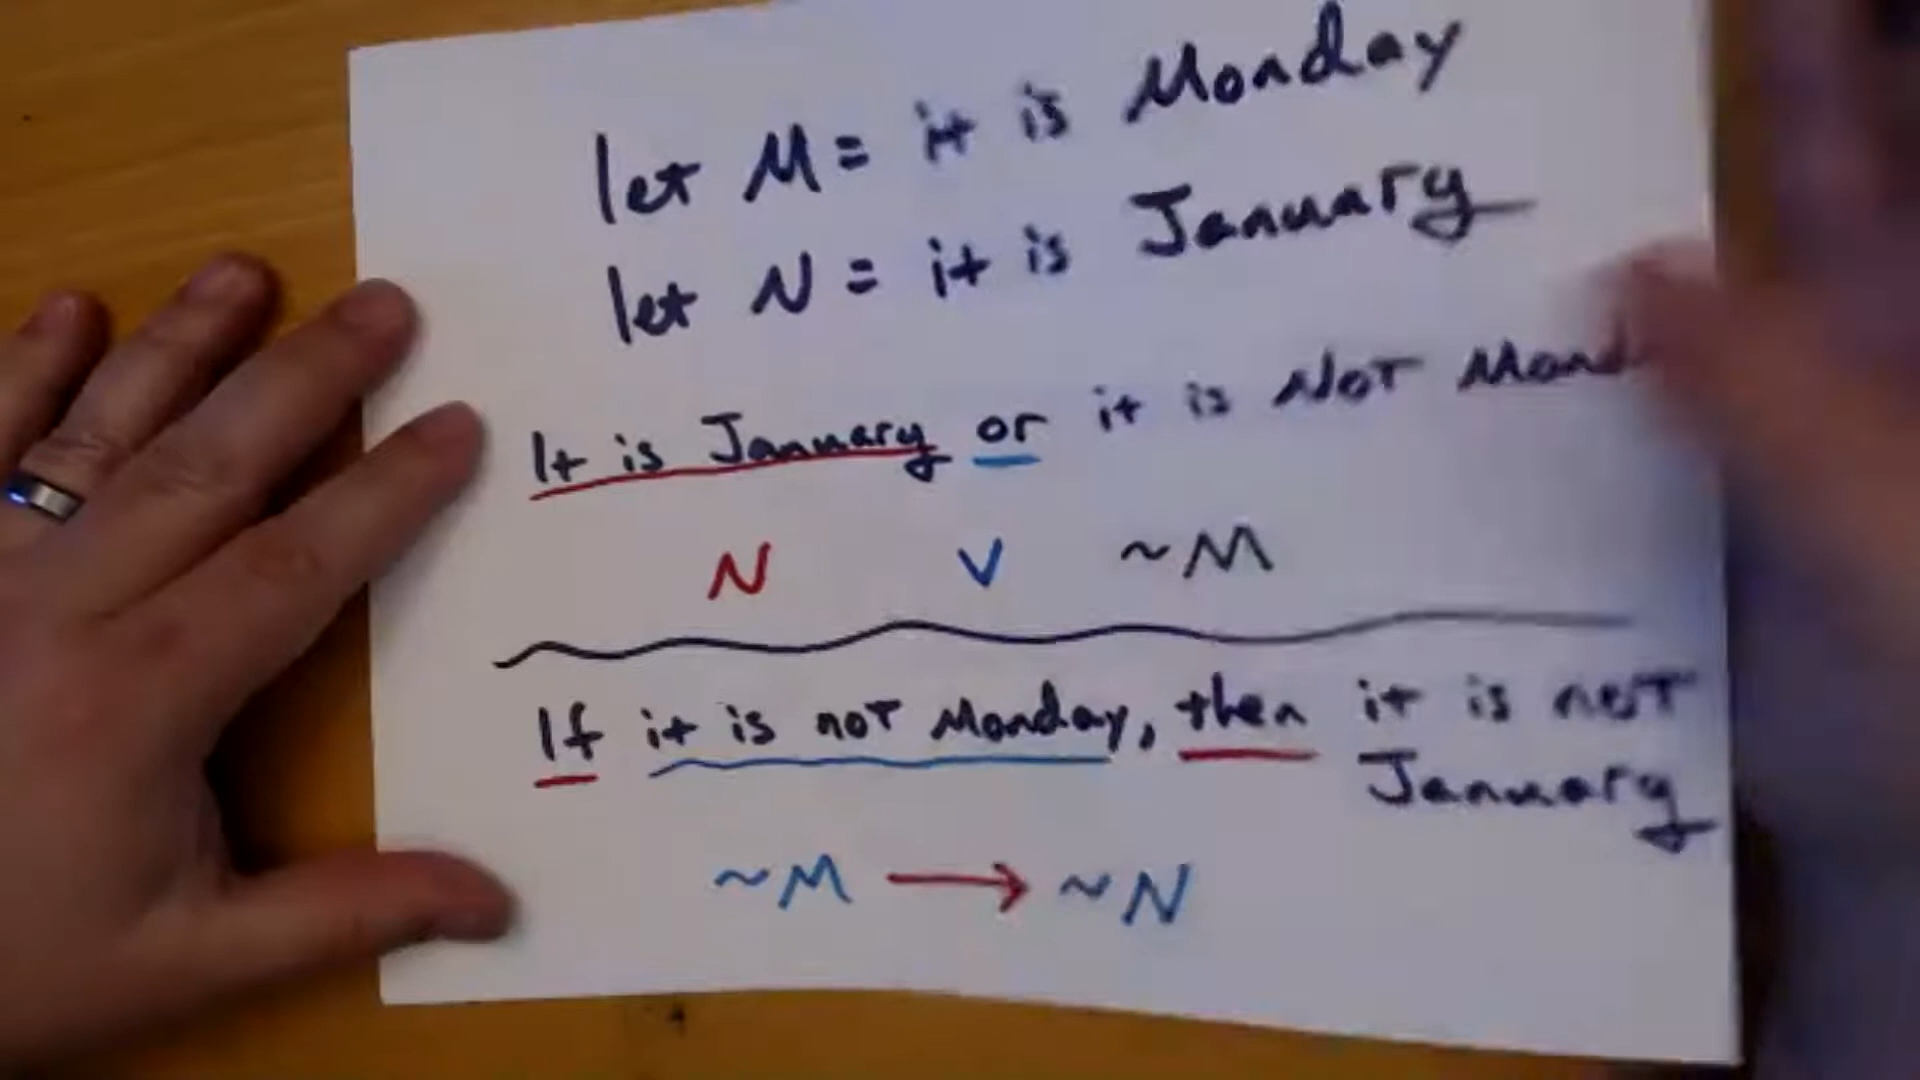 let M = it is Monday
let N = it is January
It is January or it is NOT
N V ~M
If it is not Monday, then it is not
January
~M → ~N